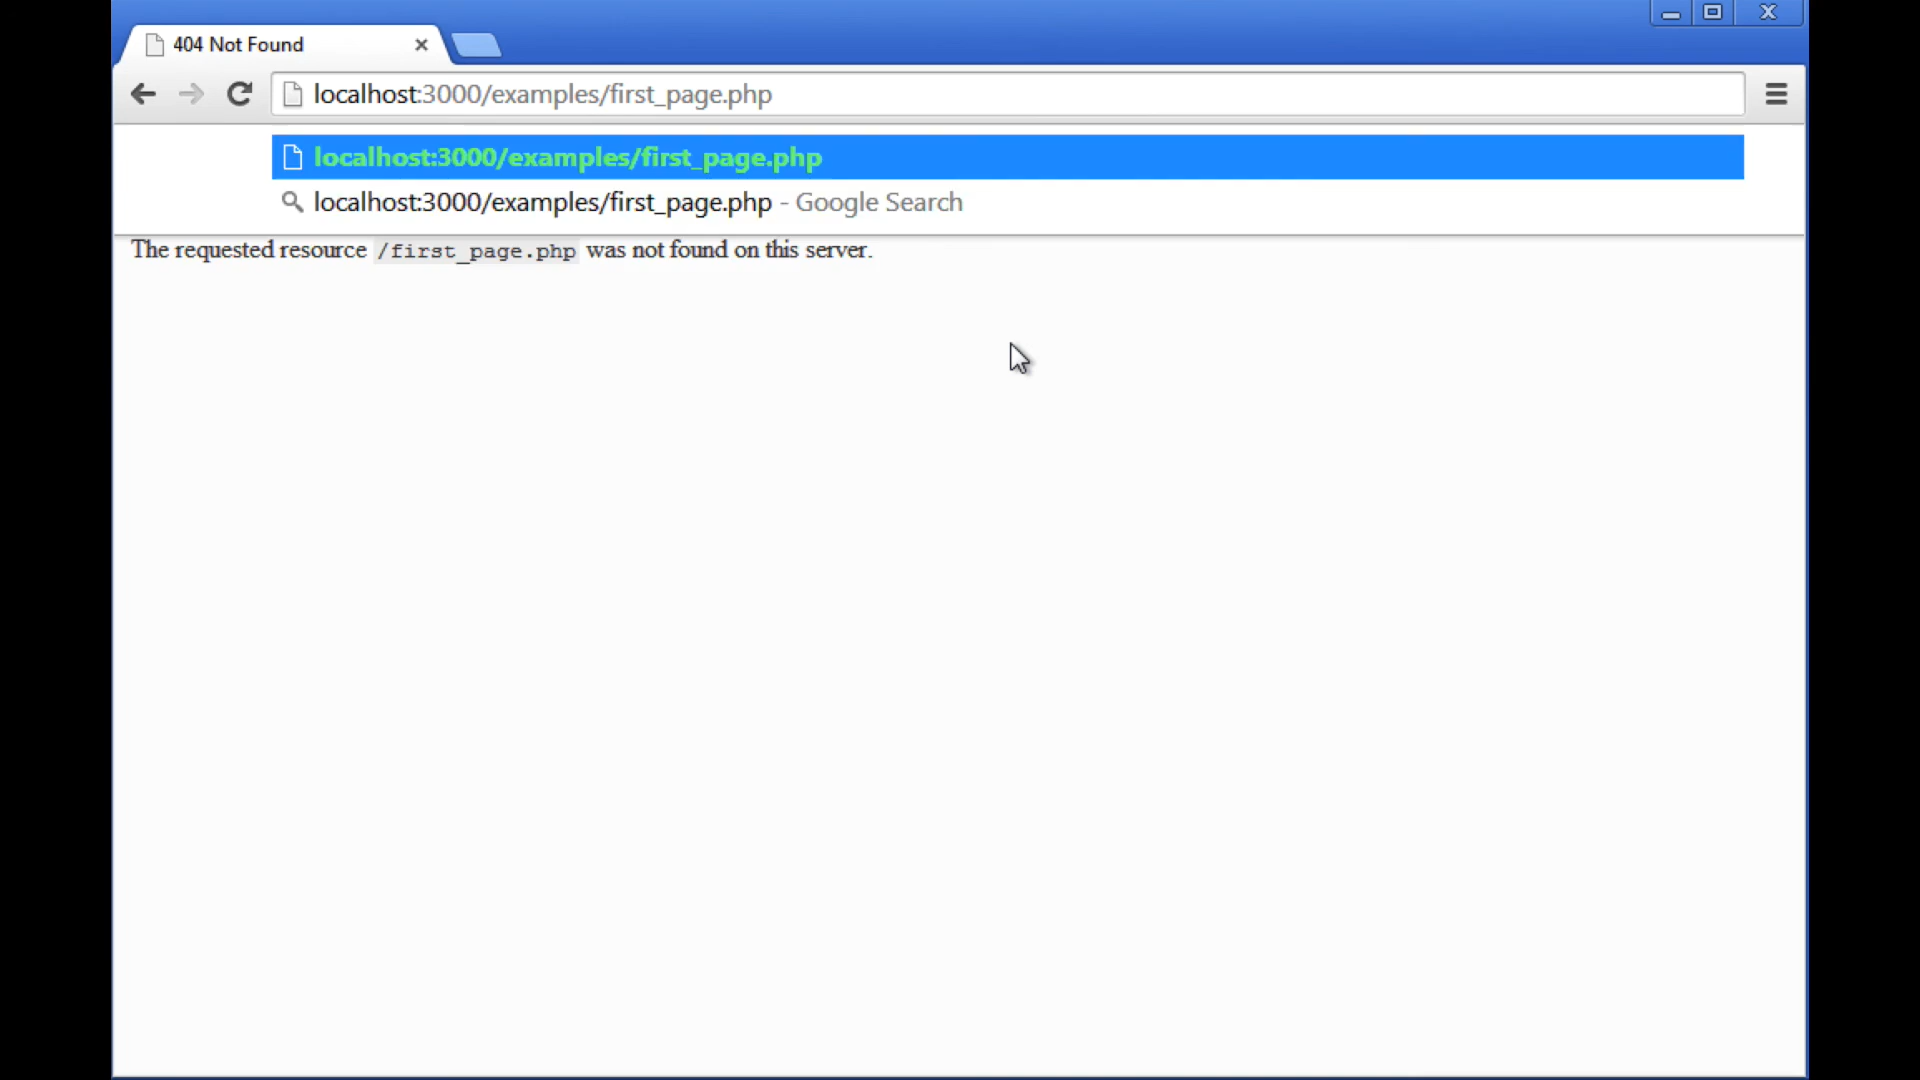 404 Not Found
localhost:3000/examples/first_page.php
localhost:3000/examples/first_page.php
localhost:3000/examples/first_page.php - Google Search
The requested resource /first_page.php was not found on this server.